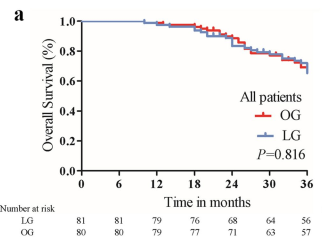 a
Overall Survival (%)
1.0
0.8
0.6
0.4
0.2
0.0
All patients
OG
LG
P=0.816
0 6 12 18 24 30 36
Time in months
Number at risk
LG 81 81 79 76 68 64 56
OG 80 80 79 77 71 63 57